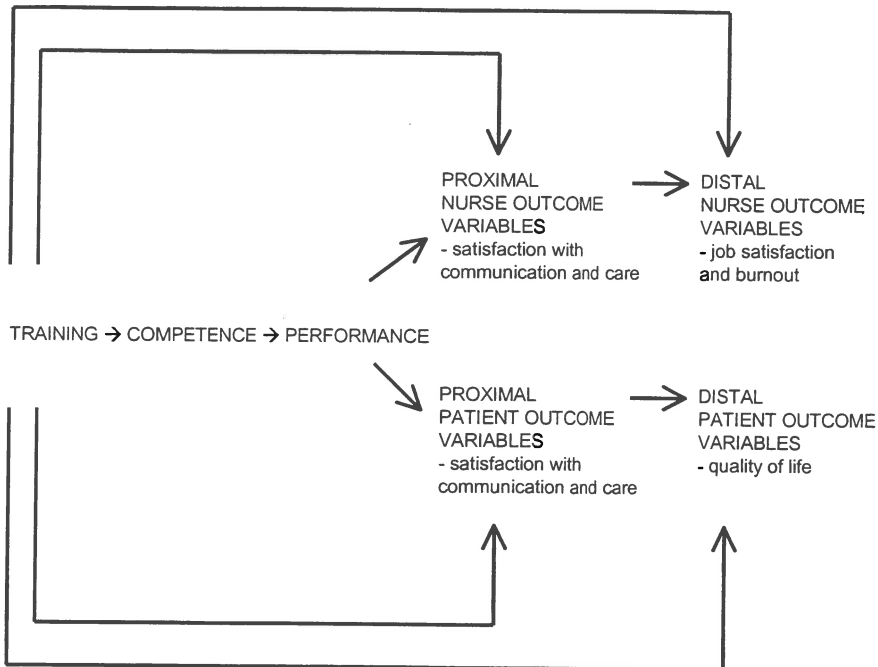 PROXIMAL
NURSE OUTCOME
VARIABLES
- satisfaction with
communication and care
DISTAL
NURSE OUTCOME
VARIABLES
- job satisfaction
and burnout
TRAINING → COMPETENCE → PERFORMANCE
PROXIMAL
PATIENT OUTCOME
VARIABLES
- satisfaction with
communication and care
DISTAL
PATIENT OUTCOME
VARIABLES
- quality of life